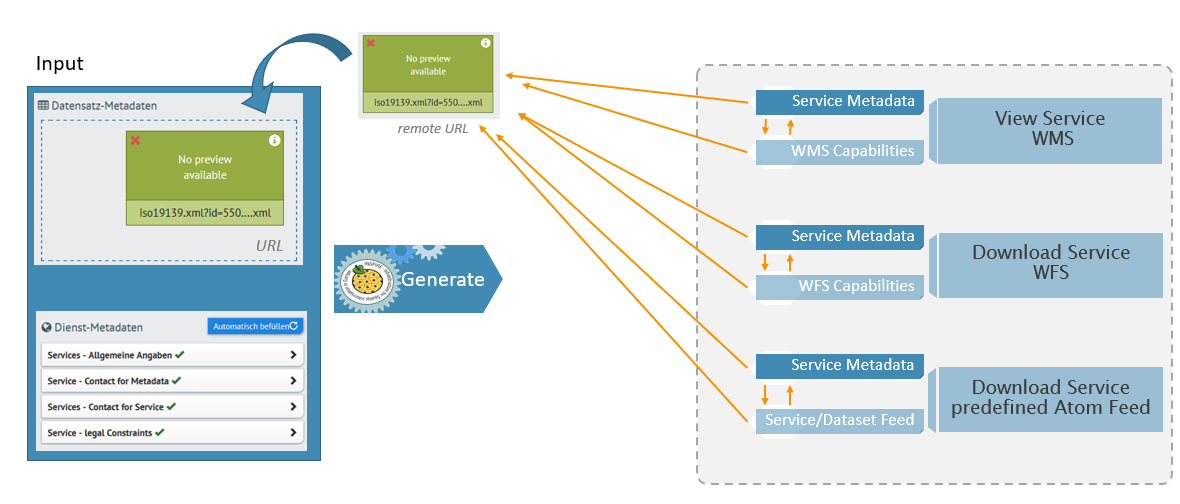 Input
Datensatz-Metadaten
No preview
available
iso19139.xml?id=550....xml
URL
Dienst-Metadaten
Automatisch befüllen
Services - Allgemeine Angaben
Service - Contact for Metadata
Services - Contact for Service
Service - legal Constraints
No preview
available
iso19139.xml?id=550....xml
remote URL
INSPIRE
Generate
Service Metadata
WMS Capabilities
View Service
WMS
Service Metadata
WFS Capabilities
Download Service
WFS
Service Metadata
Service/Dataset Feed
Download Service
predefined Atom Feed